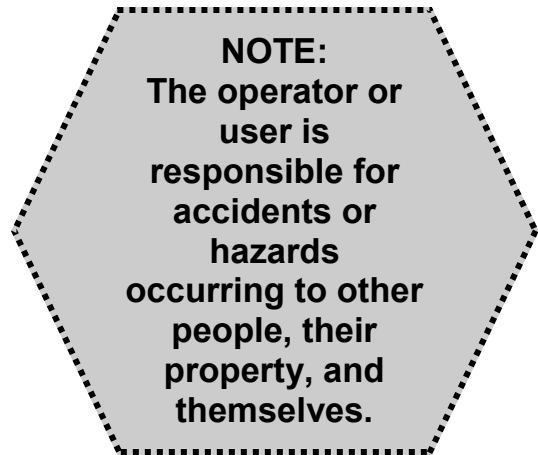 NOTE:
The operator or
user is
responsible for
accidents or
hazards
occurring to other
people, their
property, and
themselves.